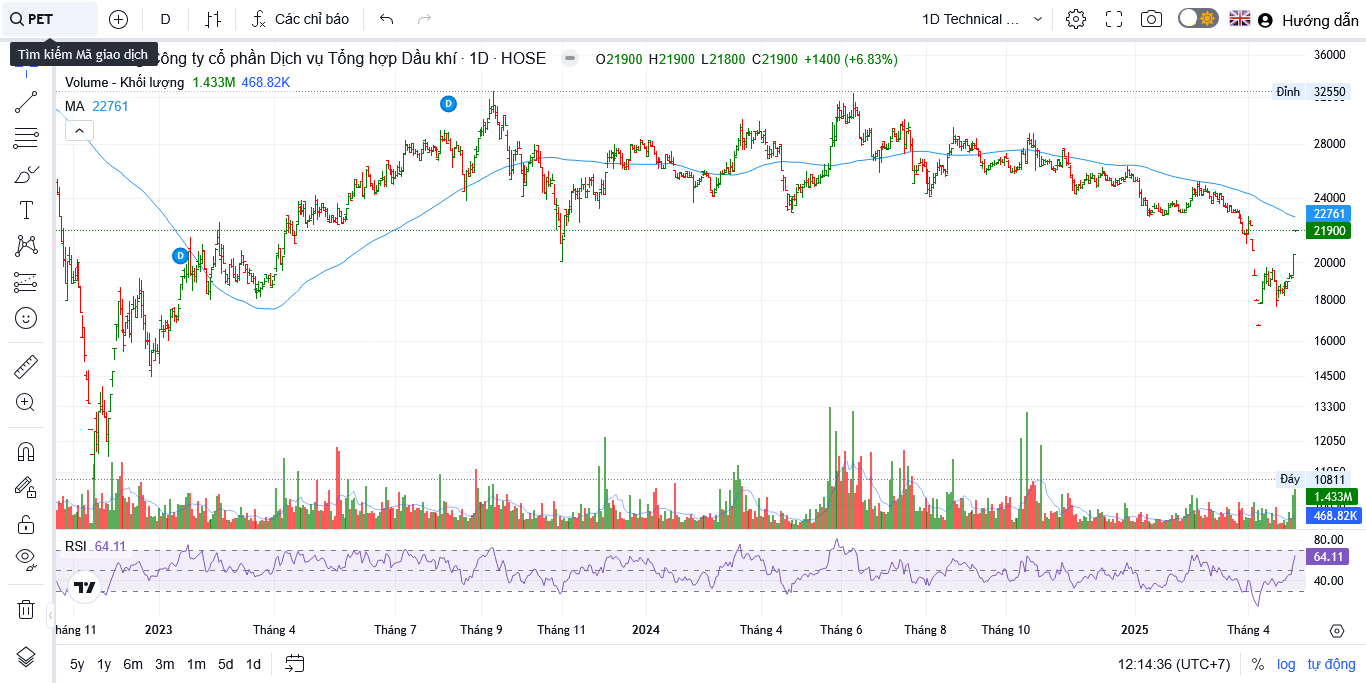 PET
D
Các chỉ báo
1D Technical ...
Hướng dẫn
Tìm kiếm Mã giao dịch
ông ty cổ phần Dịch vụ Tổng hợp Dầu khí · 1D · HOSE
O21900 H21900 L21800 C21900 +1400 (+6.83%)
Volume - Khối lượng 1.433M 468.82K
MA 22761
D
D
36000
Đỉnh 32550
28000
24000
22761
21900
20000
18000
16000
14500
13300
12050
11050
Đáy 10811
1.433M
468.82K
RSI 64.11
80.00
64.11
40.00
háng 11
2023
Tháng 4
Tháng 7
Tháng 9
Tháng 11
2024
Tháng 4
Tháng 6
Tháng 8
Tháng 10
2025
Tháng 4
5y 1y 6m 3m 1m 5d 1d
12:14:36 (UTC+7)
% log tự động